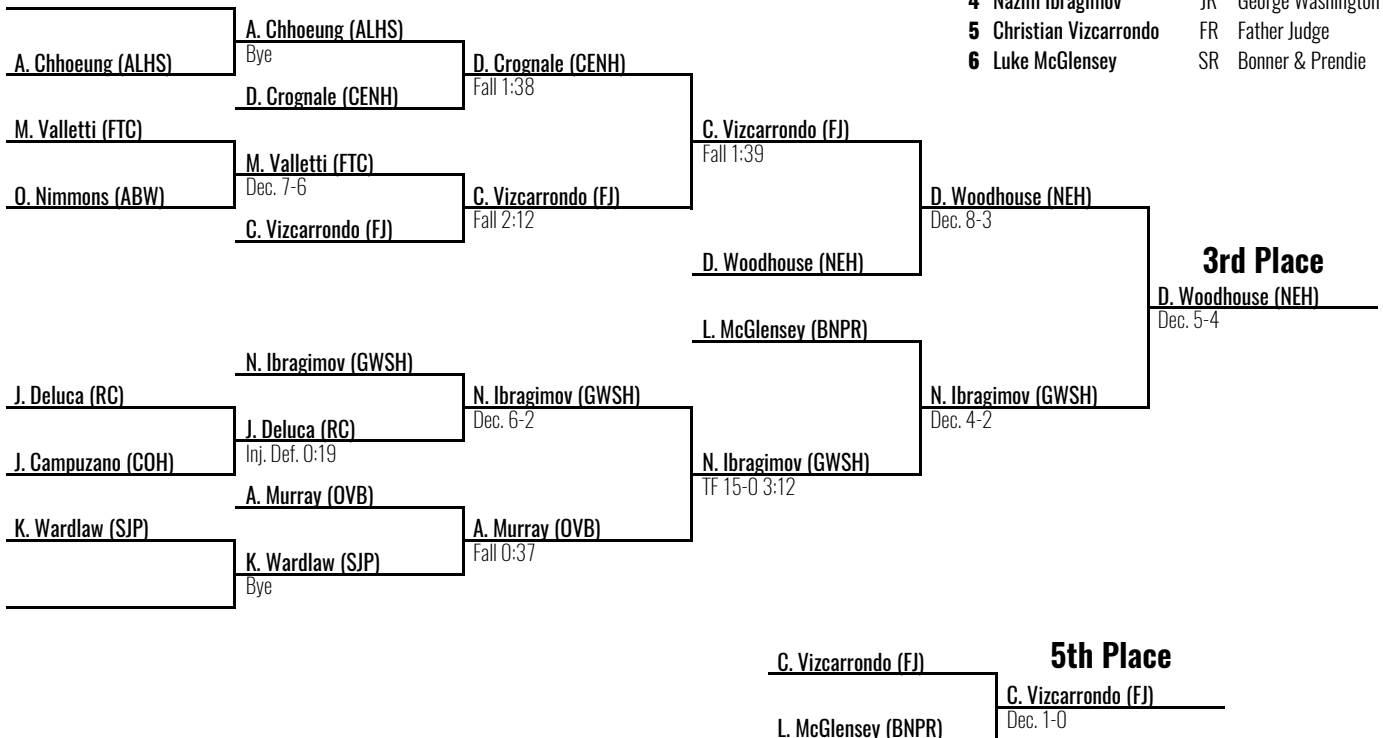 4 Nazim Ibragimov JR George Washington
5 Christian Vizcarrondo FR Father Judge
6 Luke McGlensey SR Bonner & Prendie
A. Chhoeung (ALHS)
Bye
A. Chhoeung (ALHS)
D. Crognale (CENH)
Fall 1:38
D. Crognale (CENH)
M. Valletti (FTC)
C. Vizcarrondo (FJ)
Fall 1:39
M. Valletti (FTC)
Dec. 7-6
O. Nimmons (ABW)
C. Vizcarrondo (FJ)
Fall 2:12
D. Woodhouse (NEH)
Dec. 8-3
C. Vizcarrondo (FJ)
D. Woodhouse (NEH)
3rd Place
D. Woodhouse (NEH)
Dec. 5-4
L. McGlensey (BNPR)
N. Ibragimov (GWSH)
J. Deluca (RC)
N. Ibragimov (GWSH)
Dec. 6-2
N. Ibragimov (GWSH)
Dec. 4-2
J. Deluca (RC)
Inj. Def. 0:19
J. Campuzano (COH)
N. Ibragimov (GWSH)
TF 15-0 3:12
A. Murray (OVB)
K. Wardlaw (SJP)
A. Murray (OVB)
Fall 0:37
K. Wardlaw (SJP)
Bye
5th Place
C. Vizcarrondo (FJ)
C. Vizcarrondo (FJ)
Dec. 1-0
L. McGlensey (BNPR)